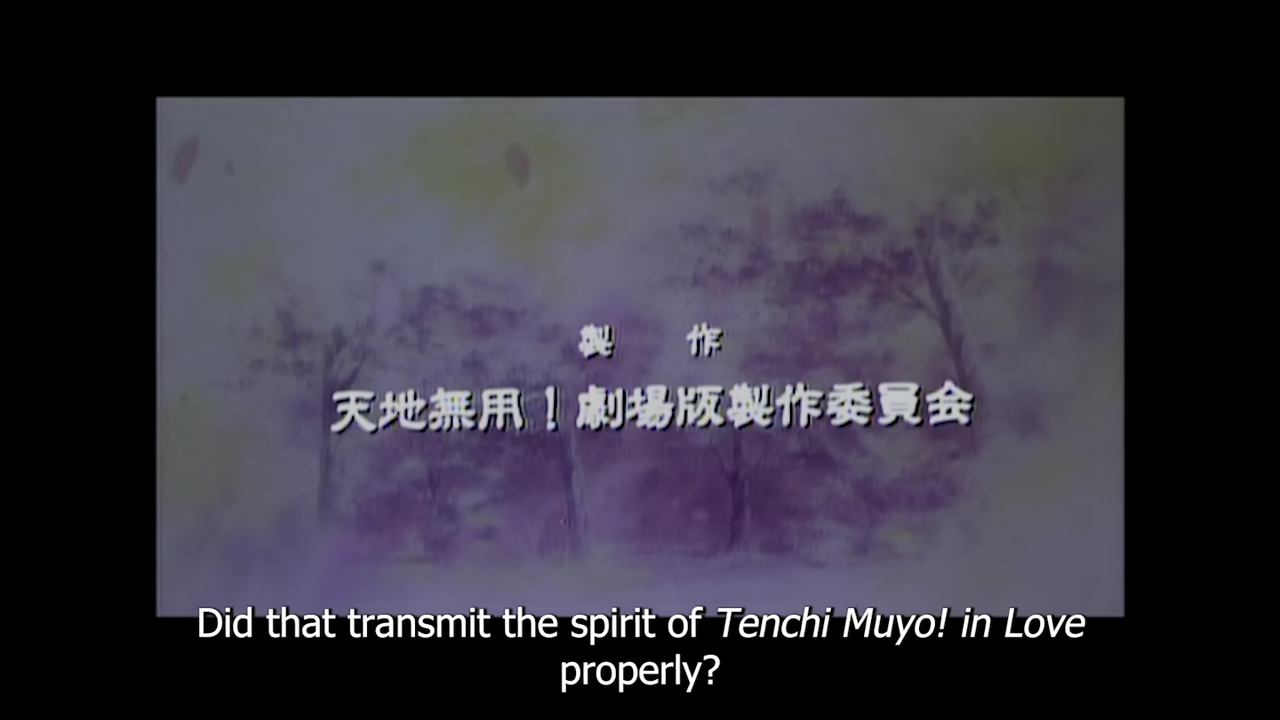 製作
天地無用！劇場版製作委員会
Did that transmit the spirit of Tenchi Muyo! in Love
properly?